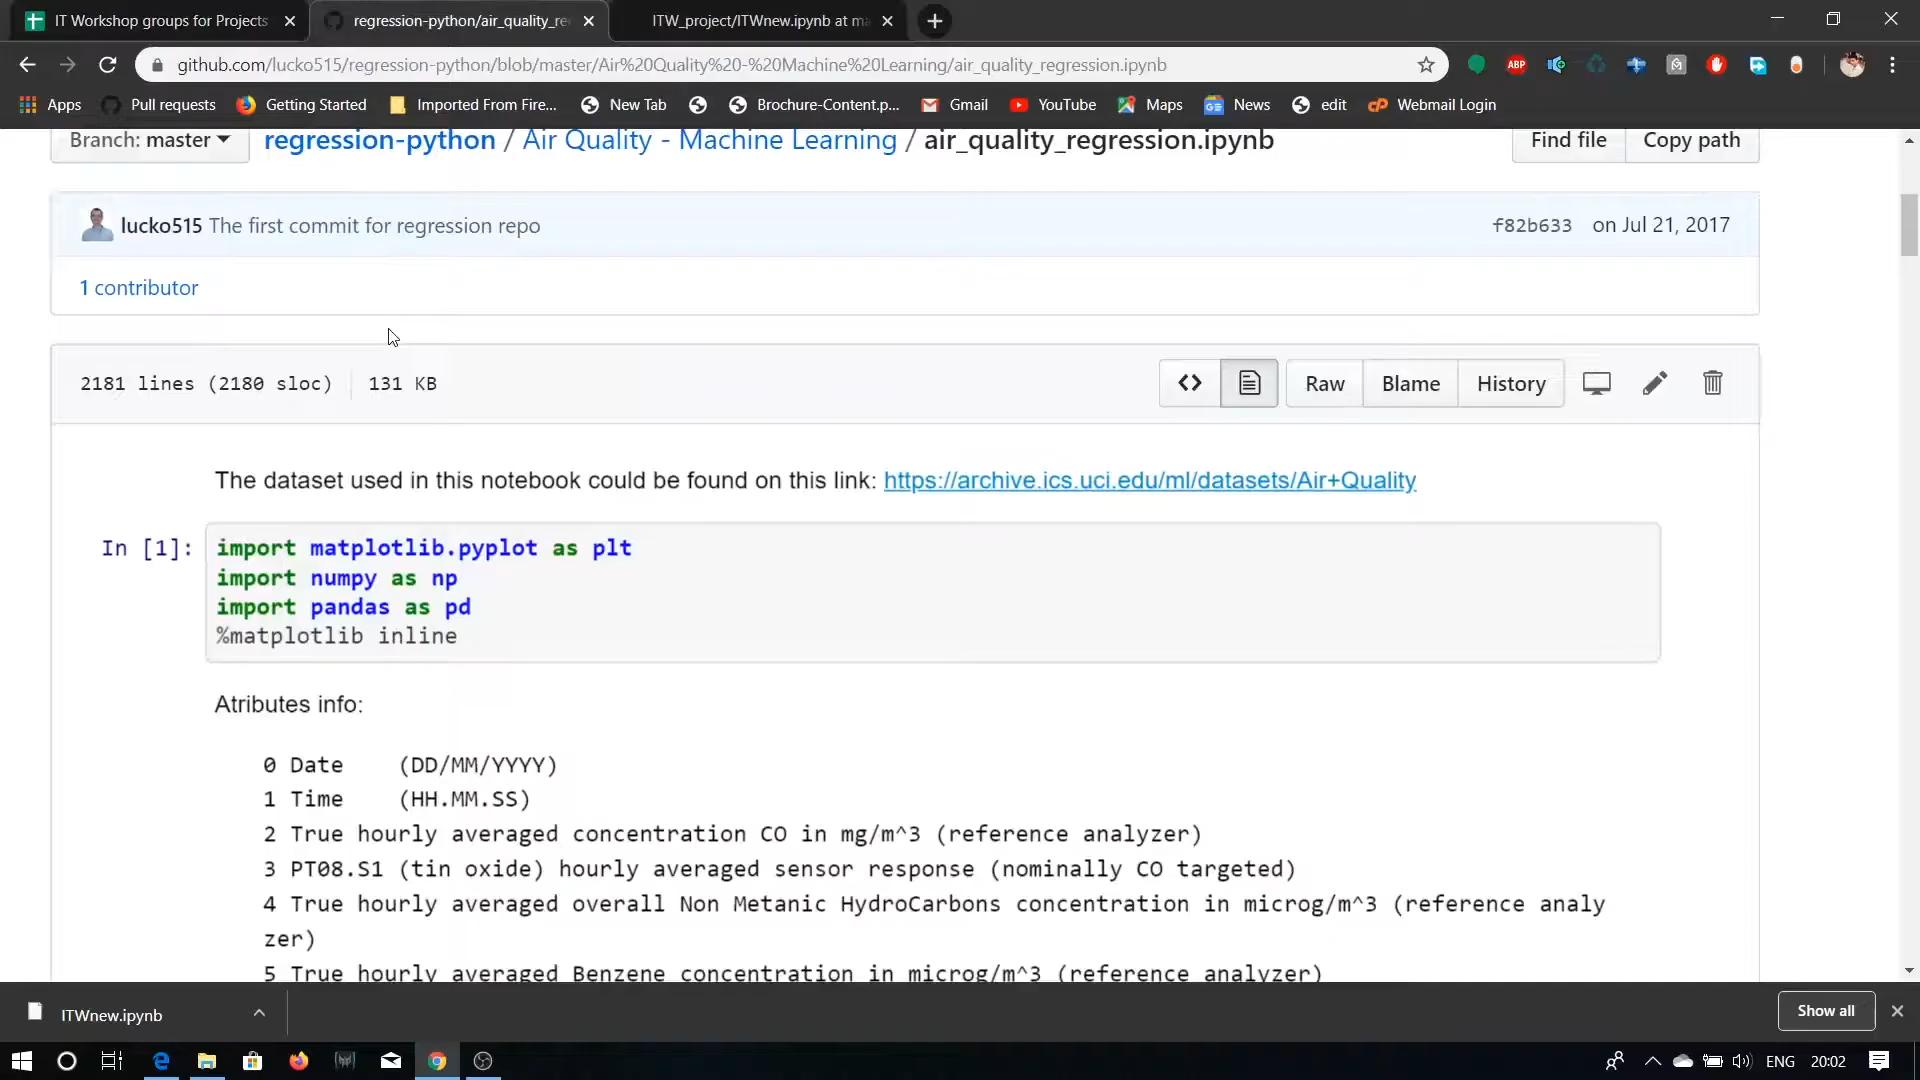 IT Workshop groups for Projects
regression-python/air_quality_re
ITW_project/ITWnew.ipynb at ma
github.com/lucko515/regression-python/blob/master/Air%20Quality%20-%20Machine%20Learning/air_quality_regression.ipynb
ABP
Apps Pull requests Getting Started Imported From Fire... New Tab Brochure-Content.p... Gmail YouTube Maps News edit Webmail Login
Branch: master regression-python / Air Quality - Machine Learning / air_quality_regression.ipynb Find file Copy path
lucko515 The first commit for regression repo f82b633 on Jul 21, 2017
1 contributor
2181 lines (2180 sloc) 131 KB <> Raw Blame History
The dataset used in this notebook could be found on this link: https://archive.ics.uci.edu/ml/datasets/Air+Quality
In [1]: import matplotlib.pyplot as plt
import numpy as np
import pandas as pd
%matplotlib inline
Atributes info:
0 Date (DD/MM/YYYY)
1 Time (HH.MM.SS)
2 True hourly averaged concentration CO in mg/m^3 (reference analyzer)
3 PT08.S1 (tin oxide) hourly averaged sensor response (nominally CO targeted)
4 True hourly averaged overall Non Metanic HydroCarbons concentration in microg/m^3 (reference analy
zer)
5 True hourly averaged Benzene concentration in microg/m^3 (reference analyzer)
ITWnew.ipynb Show all
ENG 20:02